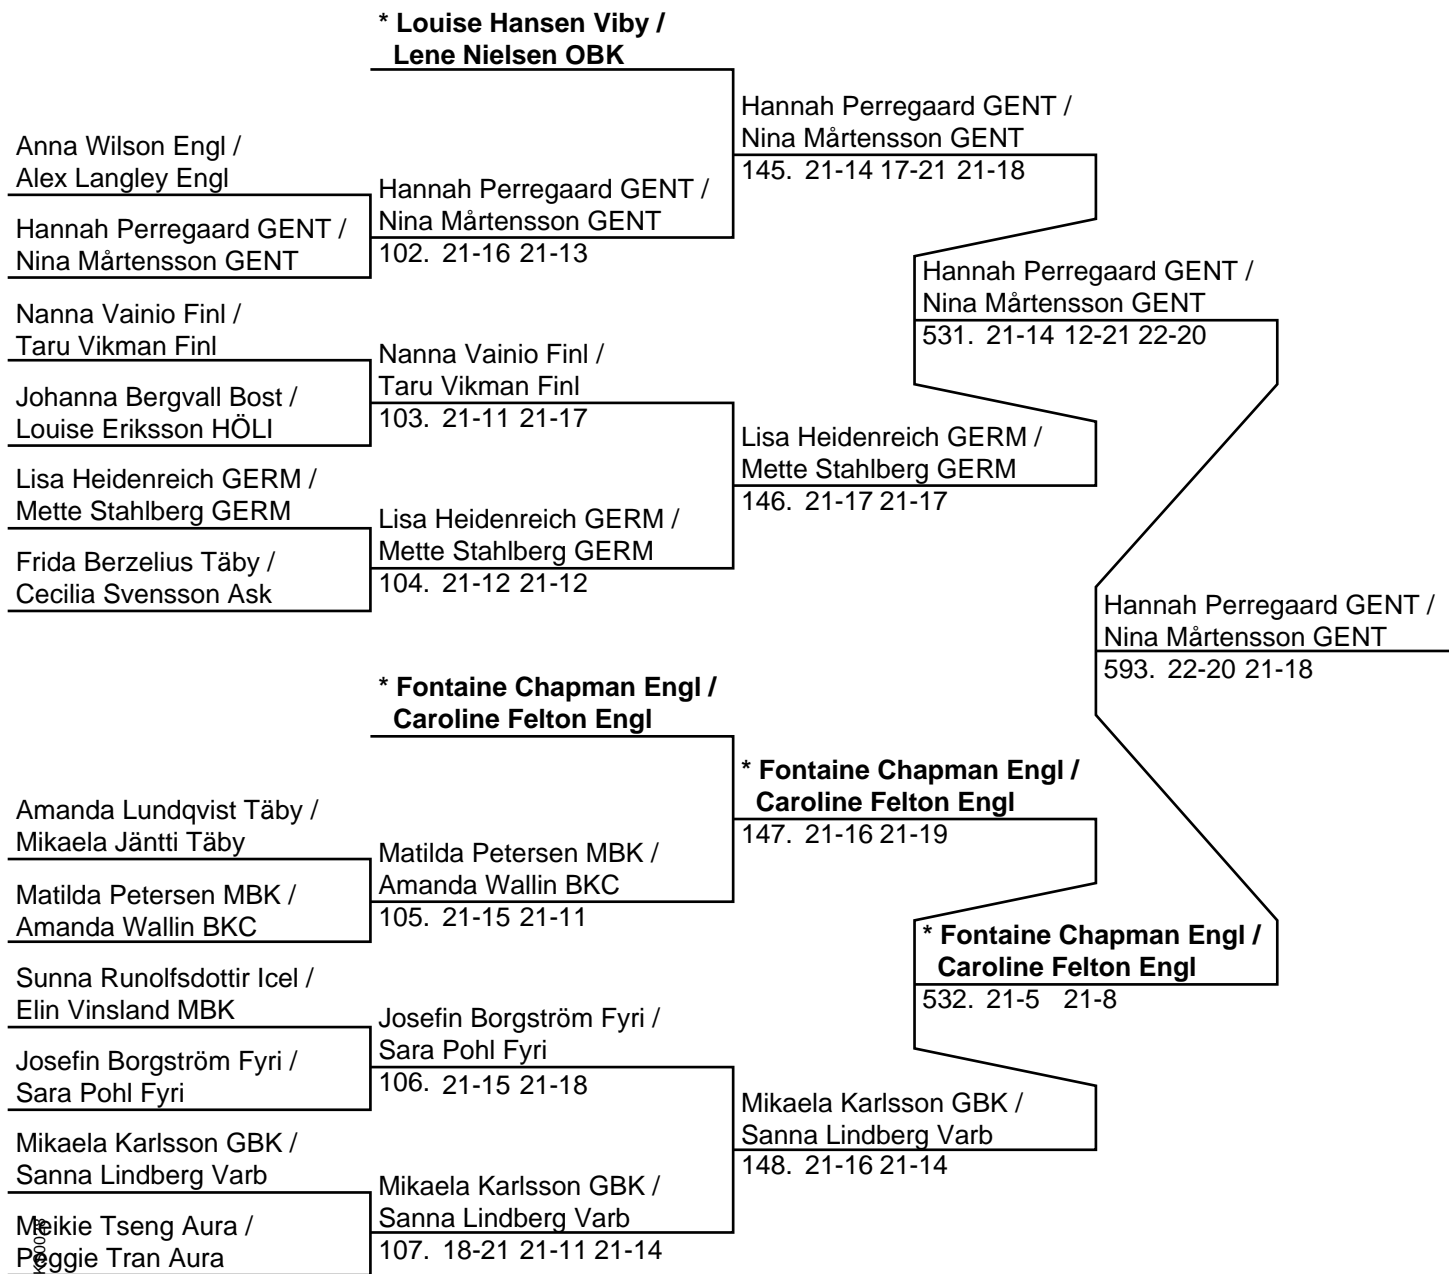 * Louise Hansen Viby /
Lene Nielsen OBK
Anna Wilson Engl /
Alex Langley Engl
Hannah Perregaard GENT /
Nina Mårtensson GENT
Nanna Vainio Finl /
Taru Vikman Finl
Johanna Bergvall Bost /
Louise Eriksson HÖLI
Lisa Heidenreich GERM /
Mette Stahlberg GERM
Frida Berzelius Täby /
Cecilia Svensson Ask
Hannah Perregaard GENT /
Nina Mårtensson GENT
102. 21-16 21-13
Nanna Vainio Finl /
Taru Vikman Finl
103. 21-11 21-17
Lisa Heidenreich GERM /
Mette Stahlberg GERM
104. 21-12 21-12
Hannah Perregaard GENT /
Nina Mårtensson GENT
145. 21-14 17-21 21-18
Lisa Heidenreich GERM /
Mette Stahlberg GERM
146. 21-17 21-17
Hannah Perregaard GENT /
Nina Mårtensson GENT
531. 21-14 12-21 22-20
Hannah Perregaard GENT /
Nina Mårtensson GENT
593. 22-20 21-18
* Fontaine Chapman Engl /
Caroline Felton Engl
Amanda Lundqvist Täby /
Mikaela Jäntti Täby
Matilda Petersen MBK /
Amanda Wallin BKC
Sunna Runolfsdottir Icel /
Elin Vinsland MBK
Josefin Borgström Fyri /
Sara Pohl Fyri
Mikaela Karlsson GBK /
Sanna Lindberg Varb
Meikie Tseng Aura /
Peggie Tran Aura
Matilda Petersen MBK /
Amanda Wallin BKC
105. 21-15 21-11
Josefin Borgström Fyri /
Sara Pohl Fyri
106. 21-15 21-18
Mikaela Karlsson GBK /
Sanna Lindberg Varb
107. 18-21 21-11 21-14
* Fontaine Chapman Engl /
Caroline Felton Engl
147. 21-16 21-19
Mikaela Karlsson GBK /
Sanna Lindberg Varb
148. 21-16 21-14
* Fontaine Chapman Engl /
Caroline Felton Engl
532. 21-5 21-8